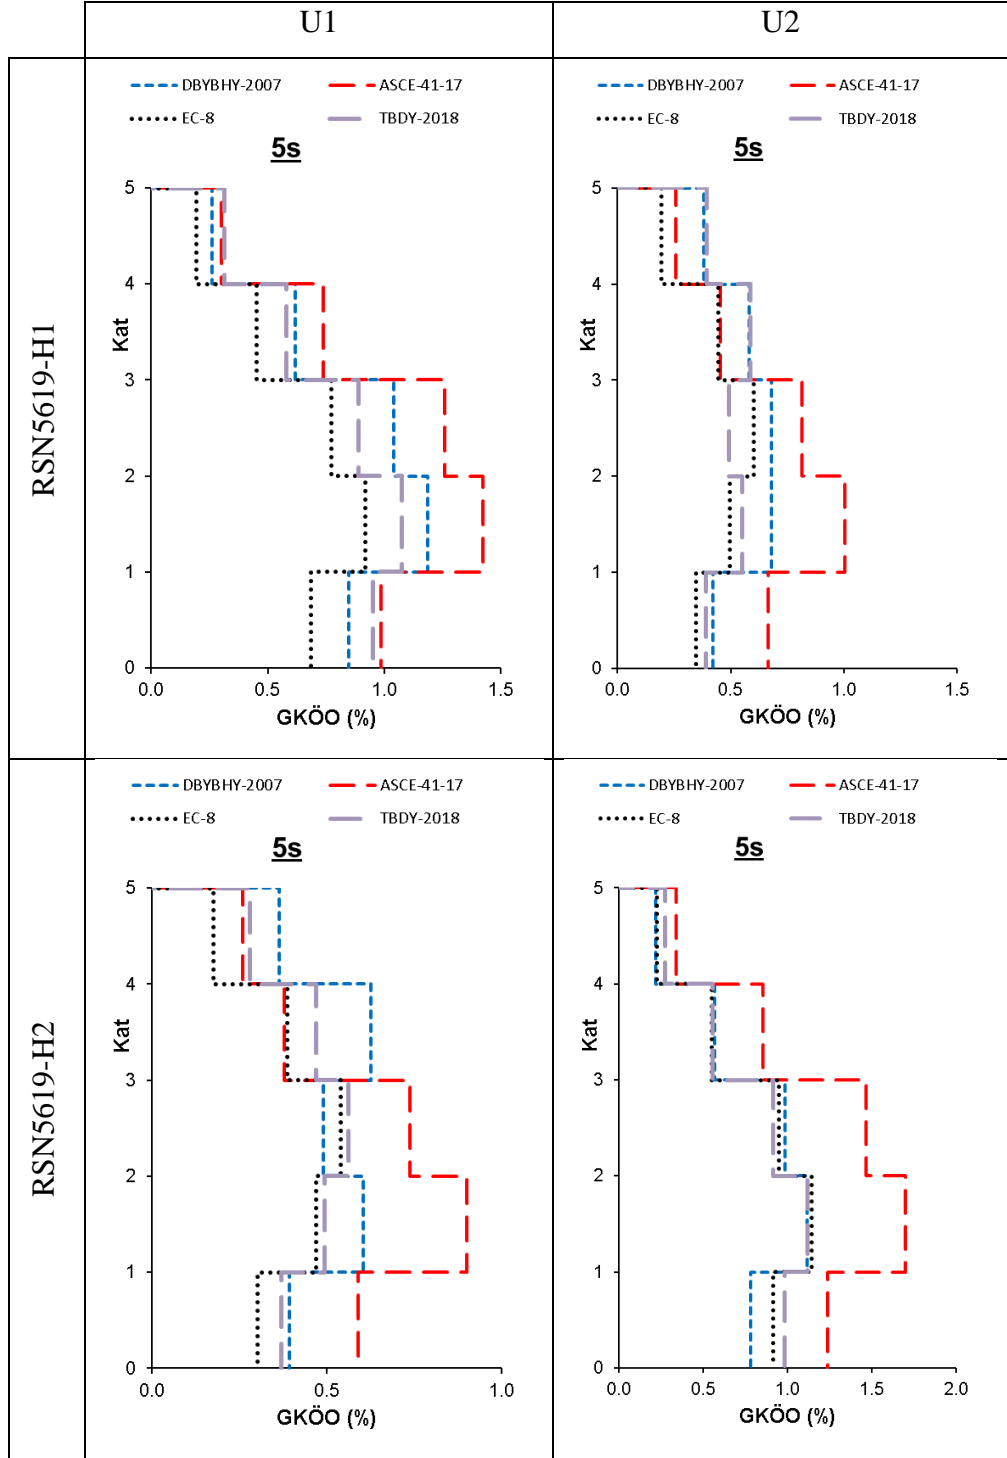 U1 U2
RSN5619-H1
DBYBHY-2007 ASCE-41-17
EC-8 TBDY-2018
5s
Kat
5
4
3
2
1
0
0.0 0.5 1.0 1.5
GKÖO (%)
DBYBHY-2007 ASCE-41-17
EC-8 TBDY-2018
5s
Kat
5
4
3
2
1
0
0.0 0.5 1.0 1.5
GKÖO (%)
RSN5619-H2
DBYBHY-2007 ASCE-41-17
EC-8 TBDY-2018
5s
Kat
5
4
3
2
1
0
0.0 0.5 1.0
GKÖO (%)
DBYBHY-2007 ASCE-41-17
EC-8 TBDY-2018
5s
Kat
5
4
3
2
1
0
0.0 0.5 1.0 1.5 2.0
GKÖO (%)